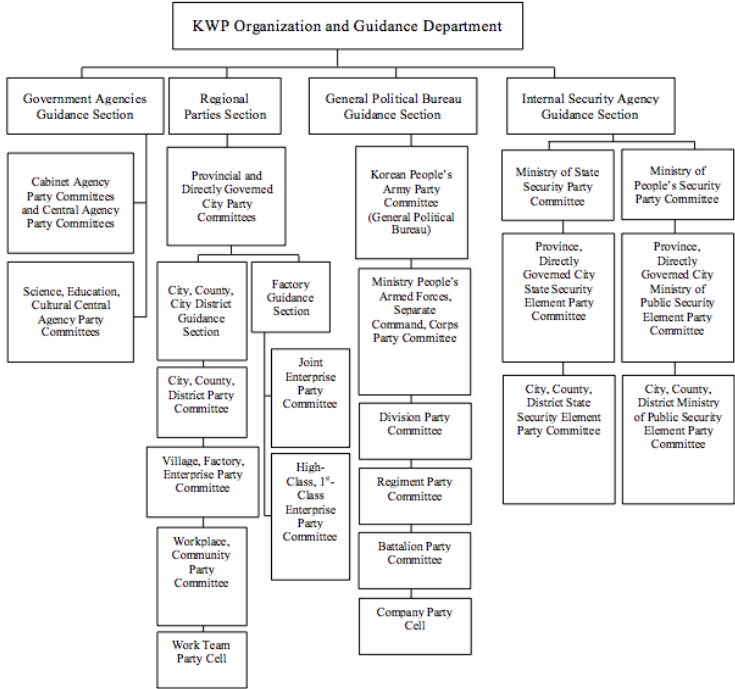 KWP Organization and Guidance Department
Government Agencies
Guidance Section
Regional
Parties Section
General Political Bureau
Guidance Section
Internal Security Agency
Guidance Section
Cabinet Agency
Party Committees
and Central Agency
Party Committees
Science, Education,
Cultural Central
Agency Party
Committees
Provincial and
Directly Governed
City Party
Committees
City, County,
City District
Guidance
Section
Factory
Guidance
Section
City, County,
District Party
Committee
Village, Factory,
Enterprise Party
Committee
Workplace,
Community
Party
Committee
Work Team
Party Cell
Joint
Enterprise
Party
Committee
High-
Class, 1st-
Class
Enterprise
Party
Committee
Korean People's
Army Party
Committee
(General Political
Bureau)
Ministry People's
Armed Forces,
Separate
Command, Corps
Party Committee
Division Party
Committee
Regiment Party
Committee
Battalion Party
Committee
Company Party
Cell
Ministry of State
Security Party
Committee
Province,
Directly
Governed City
State Security
Element Party
Committee
City, County,
District State
Security Element
Party Committee
Ministry of
People's Security
Party Committee
Province,
Directly
Governed City
Ministry of
Public Security
Element Party
Committee
City, County,
District Ministry
of Public Security
Element Party
Committee